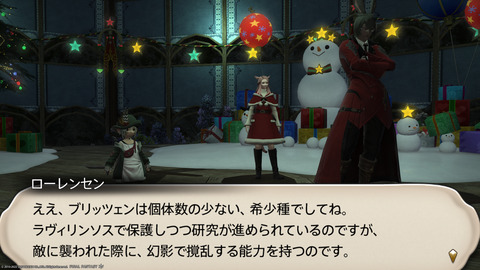 ローレンセン
ええ、ブリッツェンは個体数の少ない、希少種でしてね。
ラヴィリンソスで保護しつつ研究が進められているのですが、
敵に襲われた際に、幻影で撹乱する能力を持つのです。